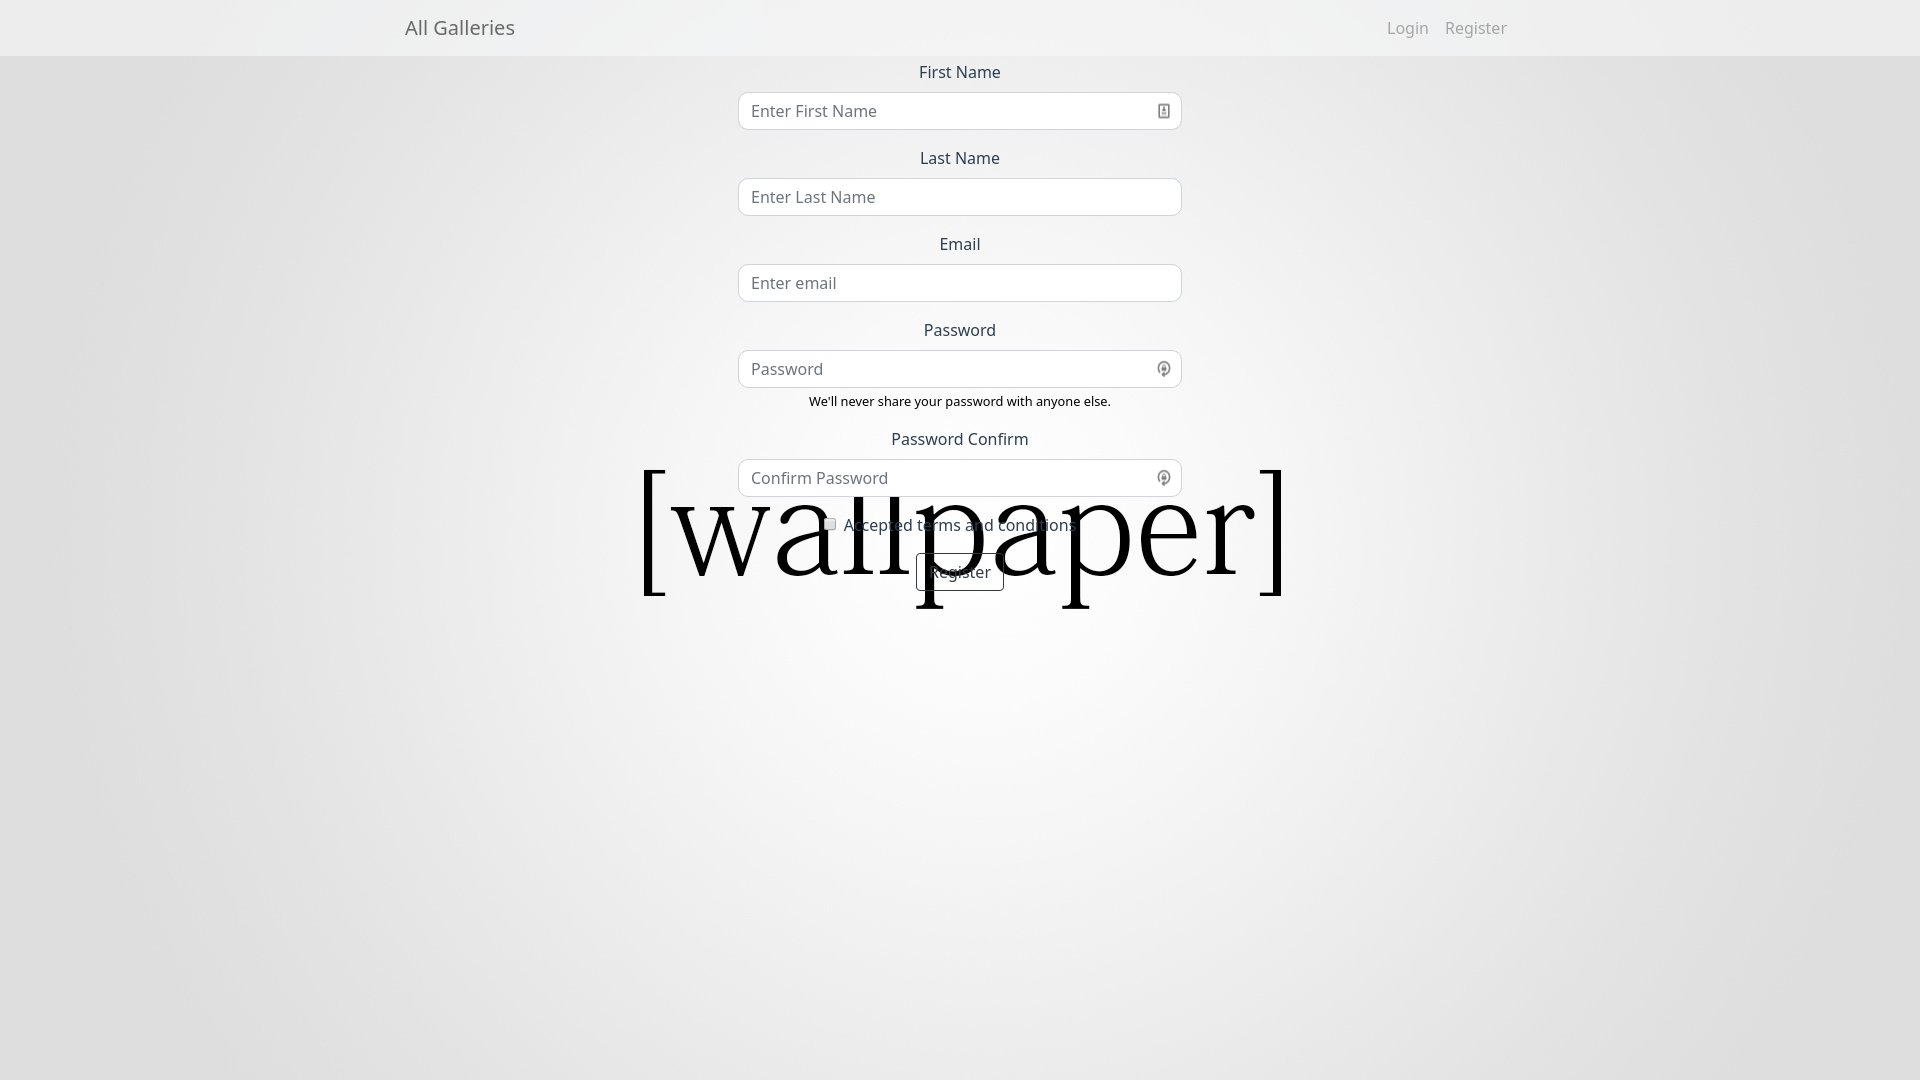 All Galleries
Login Register
First Name
Enter First Name
Last Name
Enter Last Name
Email
Enter email
Password
Password
We'll never share your password with anyone else.
Password Confirm
Confirm Password
[wallpaper]
Accepted terms and conditions
Register